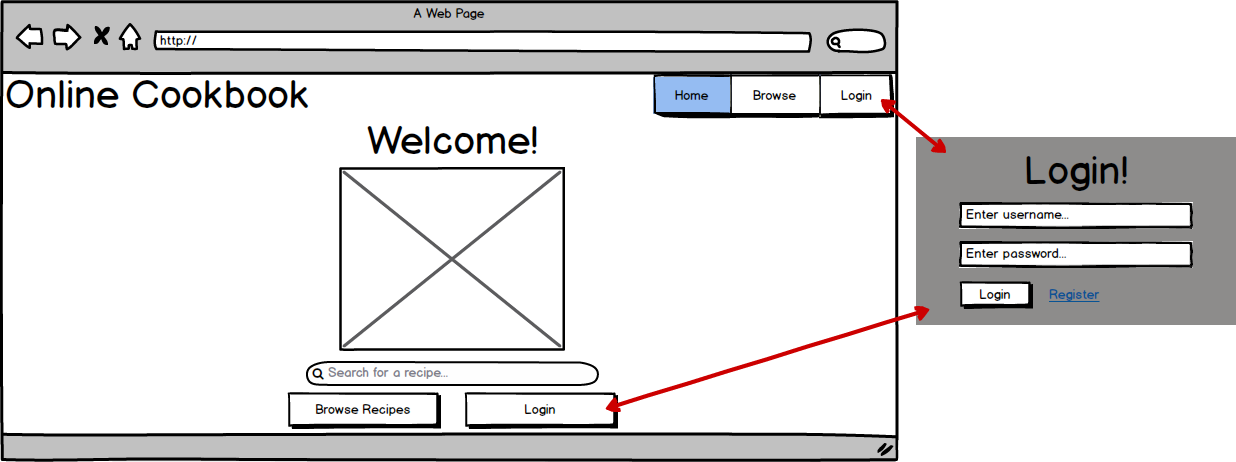 A Web Page
http://
Online Cookbook
Home Browse Login
Welcome!
Search for a recipe...
Browse Recipes Login
Login!
Enter username...
Enter password...
Login Register